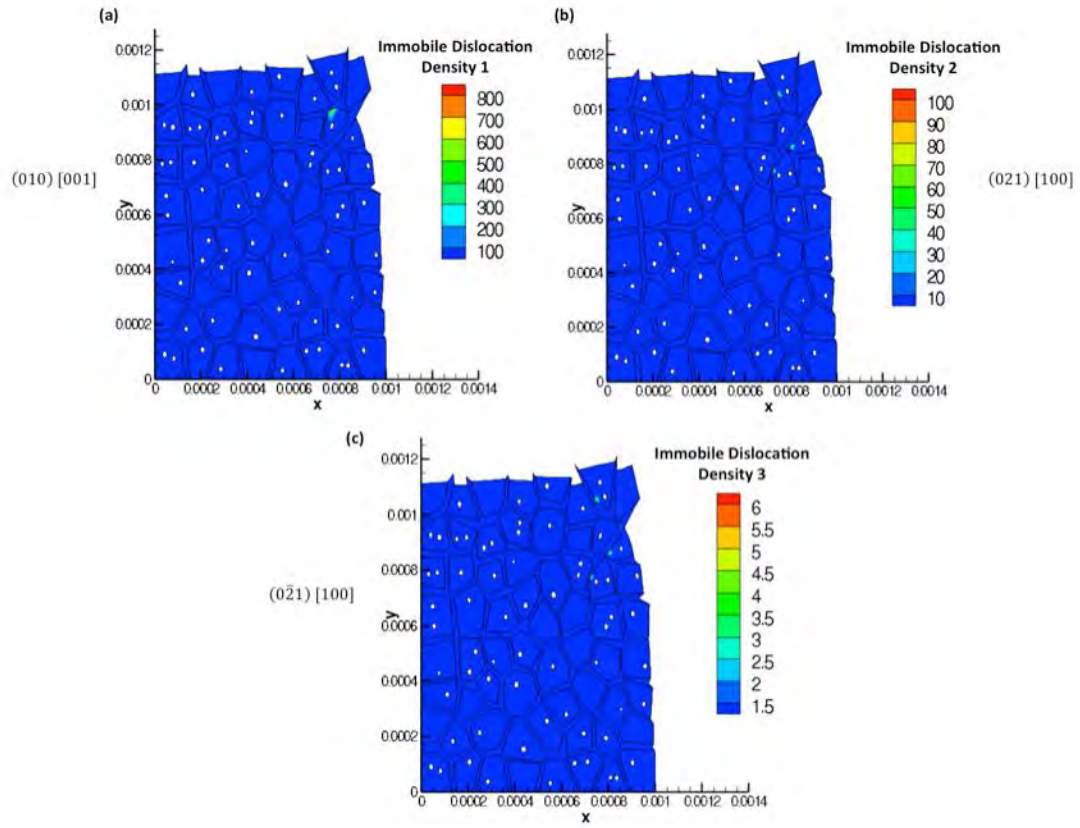 (a)
Immobile Dislocation
Density 1
800
700
600
500
400
300
200
100
(010) [001]
0.0012
0.001
0.0008
0.0006
0.0004
0.0002
0
y
0 0.0002 0.0004 0.0006 0.0008 0.001 0.0012 0.0014
x
(b)
Immobile Dislocation
Density 2
100
90
80
70
60
50
40
30
20
10
(021) [100]
0.0012
0.001
0.0008
0.0006
0.0004
0.0002
0
y
0 0.0002 0.0004 0.0006 0.0008 0.001 0.0012 0.0014
x
(c)
Immobile Dislocation
Density 3
6
5.5
5
4.5
4
3.5
3
2.5
2
1.5
(02̄1) [100]
0.0012
0.001
0.0008
0.0006
0.0004
0.0002
0
y
0 0.0002 0.0004 0.0006 0.0008 0.001 0.0012 0.0014
x